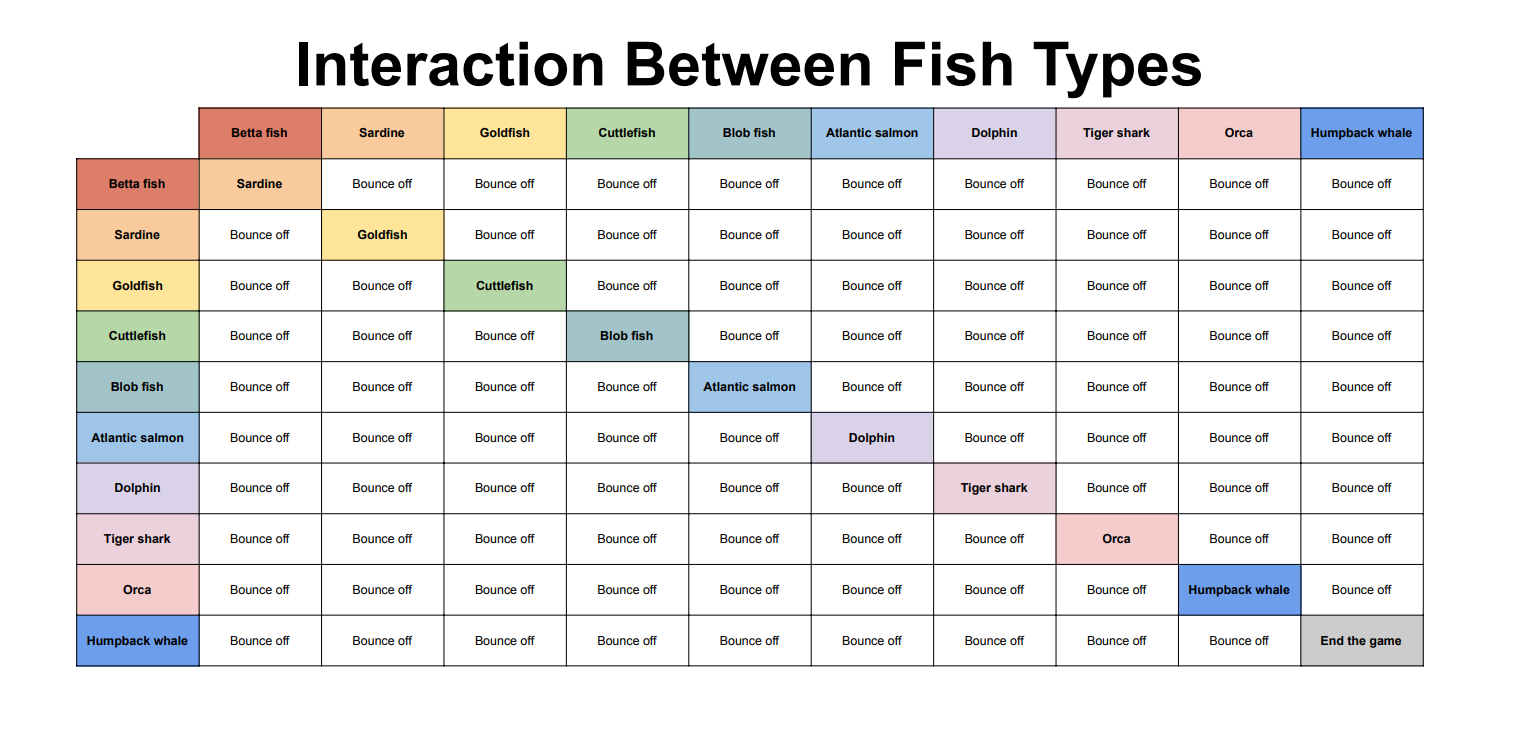 Interaction Between Fish Types
Betta fish Sardine Goldfish Cuttlefish Blob fish Atlantic salmon Dolphin Tiger shark Orca Humpback whale
Betta fish Sardine Bounce off Bounce off Bounce off Bounce off Bounce off Bounce off Bounce off Bounce off Bounce off
Sardine Bounce off Goldfish Bounce off Bounce off Bounce off Bounce off Bounce off Bounce off Bounce off Bounce off
Goldfish Bounce off Bounce off Cuttlefish Bounce off Bounce off Bounce off Bounce off Bounce off Bounce off Bounce off
Cuttlefish Bounce off Bounce off Bounce off Blob fish Bounce off Bounce off Bounce off Bounce off Bounce off Bounce off
Blob fish Bounce off Bounce off Bounce off Bounce off Atlantic salmon Bounce off Bounce off Bounce off Bounce off Bounce off
Atlantic salmon Bounce off Bounce off Bounce off Bounce off Bounce off Dolphin Bounce off Bounce off Bounce off Bounce off
Dolphin Bounce off Bounce off Bounce off Bounce off Bounce off Bounce off Tiger shark Bounce off Bounce off Bounce off
Tiger shark Bounce off Bounce off Bounce off Bounce off Bounce off Bounce off Bounce off Orca Bounce off Bounce off
Orca Bounce off Bounce off Bounce off Bounce off Bounce off Bounce off Bounce off Bounce off Humpback whale Bounce off
Humpback whale Bounce off Bounce off Bounce off Bounce off Bounce off Bounce off Bounce off Bounce off Bounce off End the game